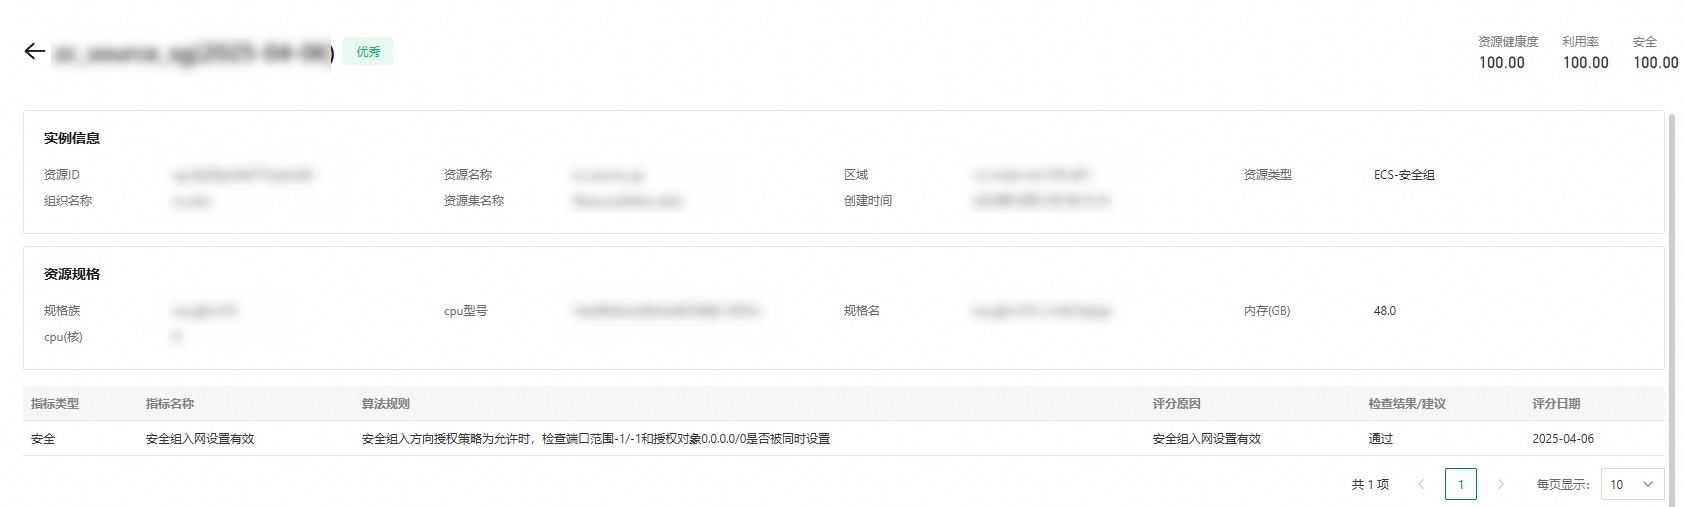 优秀
资源健康度 利用率 安全
100.00 100.00 100.00
实例信息
资源ID 资源名称 区域 资源类型 ECS-安全组
组织名称 资源集名称 创建时间
资源规格
规格族 cpu型号 规格名 内存(GB) 48.0
cpu(核)
指标类型 指标名称 算法规则 评分原因 检查结果/建议 评分日期
安全 安全组入网设置有效 安全组入方向授权策略为允许时，检查端口范围-1/-1和授权对象0.0.0.0/0是否被同时设置 安全组入网设置有效 通过 2025-04-06
共 1 项 1 每页显示： 10